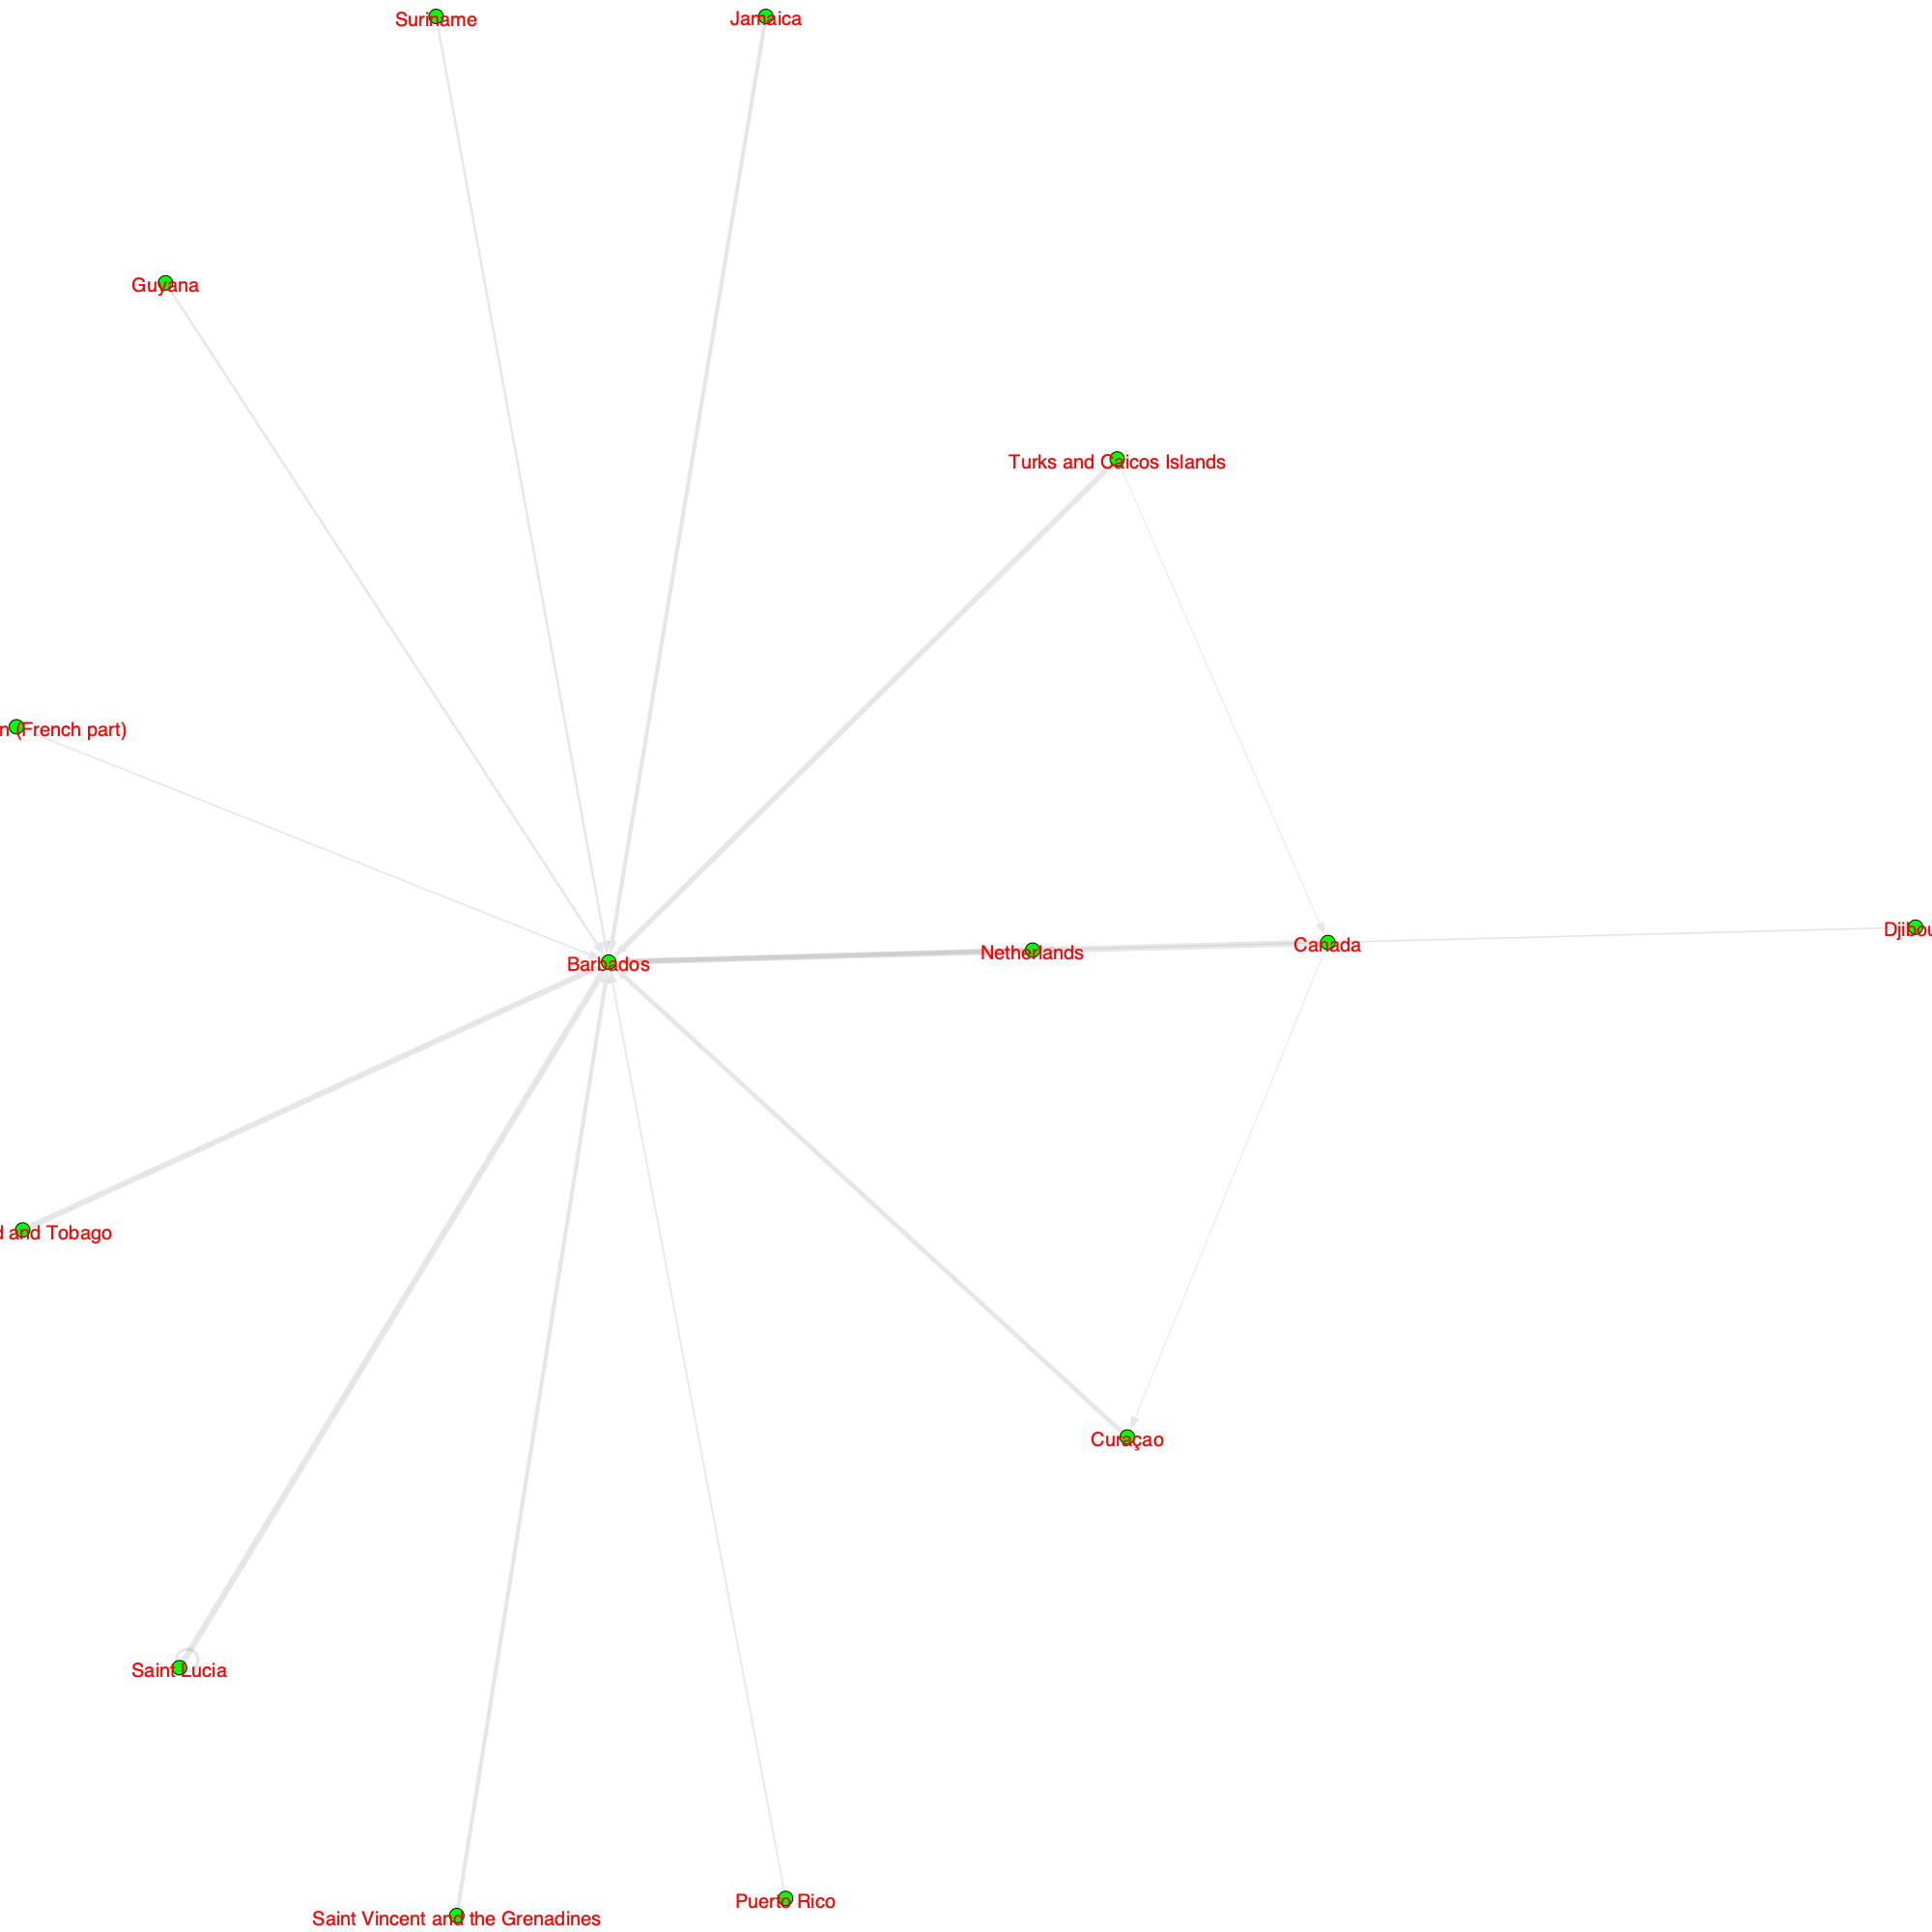 Suriname
Jamaica
Guyana
Turks and Caicos Islands
(French part)
Barbados
Netherlands
Canada
Djibou
and Tobago
Curaçao
Saint Lucia
Puerto Rico
Saint Vincent and the Grenadines